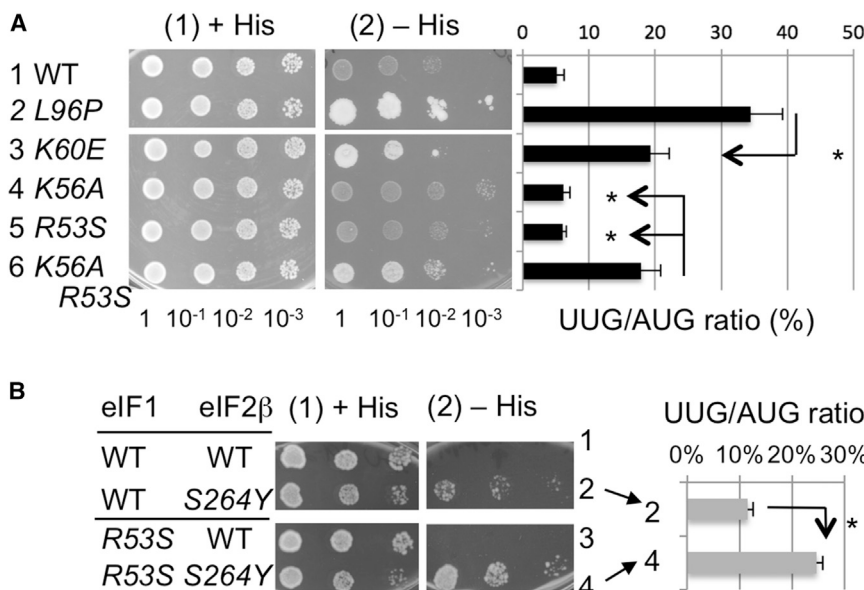 A
(1) + His (2) – His
0 10 20 30 40 50
1 WT
2 L96P
3 K60E
*
4 K56A
*
5 R53S
*
6 K56A
R53S
1 10-1 10-2 10-3
1 10-1 10-2 10-3
UUG/AUG ratio (%)
B
eIF1 eIF2β (1) + His (2) – His
UUG/AUG ratio
0% 10% 20% 30%
WT WT 1
WT S264Y 2
2
*
R53S WT 3
R53S S264Y 4
4